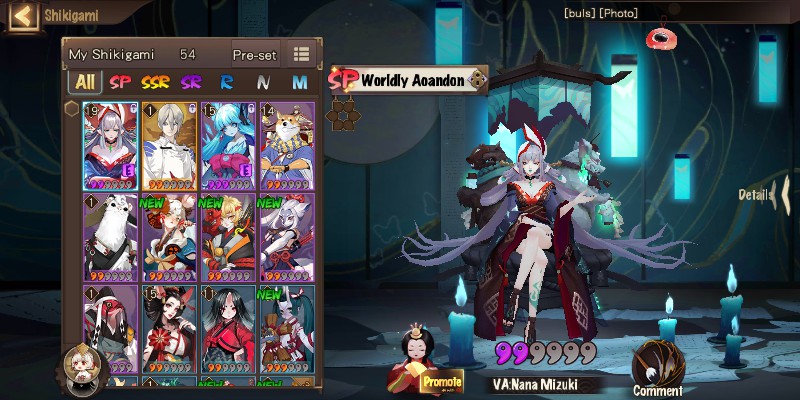 Shikigami
[buls] [Photo]
My Shikigami 54 Pre-set
All SP SSR SR R N M
SP Worldly Aoandon
19 1 15 14
E E
1 NEW NEW NEW
1 15 11 NEW
Details
Promote
VA:Nana Mizuki
Comment